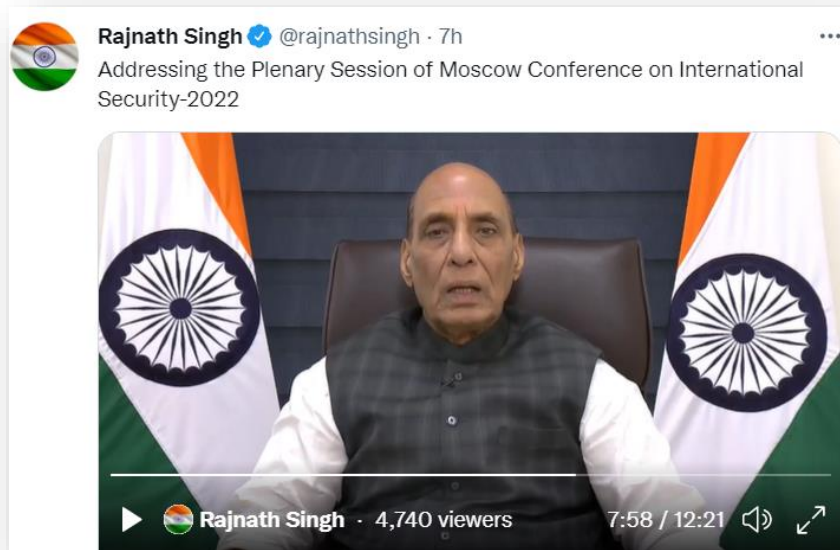 Rajnath Singh @rajnathsingh · 7h
Addressing the Plenary Session of Moscow Conference on International
Security-2022
Rajnath Singh · 4,740 viewers 7:58 / 12:21